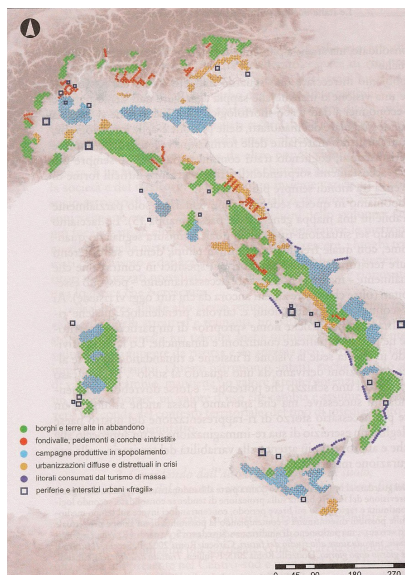 borghi e terre alte in abbandono
fondivalle, pedemonti e conche «intristiti»
campagne produttive in spopolamento
urbanizzazioni diffuse e distrettuali in crisi
litorali consumati dal turismo di massa
periferie e interstizi urbani «fragili»
0 45 90 180 270